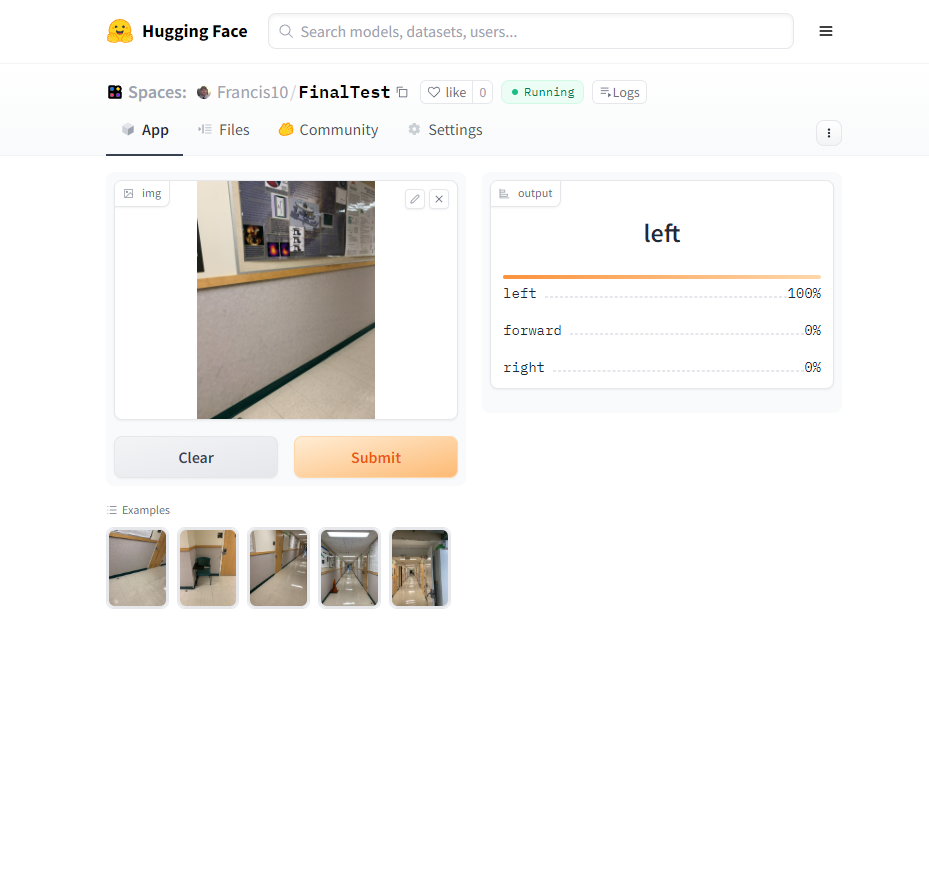 Hugging Face
Search models, datasets, users...
Spaces: Francis10/FinalTest like 0 Running Logs
App Files Community Settings
img
output
left
left 100%
forward 0%
right 0%
Clear Submit
Examples